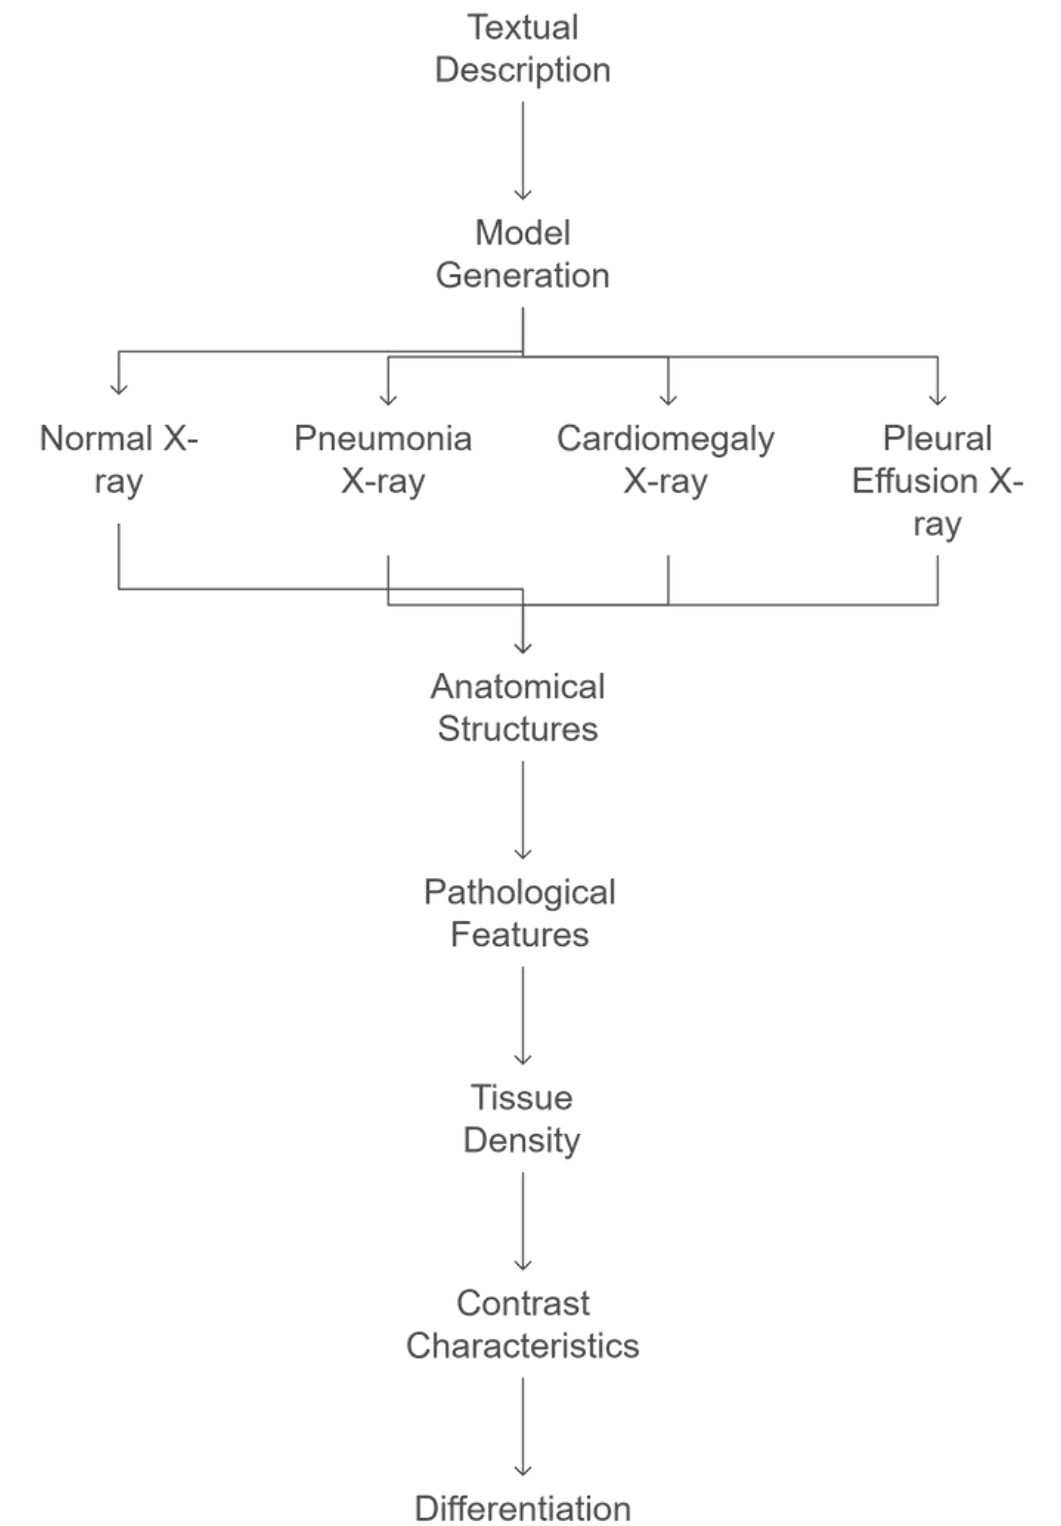 Textual
Description
Model
Generation
Normal X-
ray
Pneumonia
X-ray
Cardiomegaly
X-ray
Pleural
Effusion X-
ray
Anatomical
Structures
Pathological
Features
Tissue
Density
Contrast
Characteristics
Differentiation